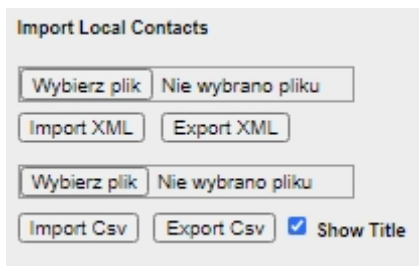 Import Local Contacts
Wybierz plik Nie wybrano pliku
Import XML Export XML
Wybierz plik Nie wybrano pliku
Import Csv Export Csv Show Title